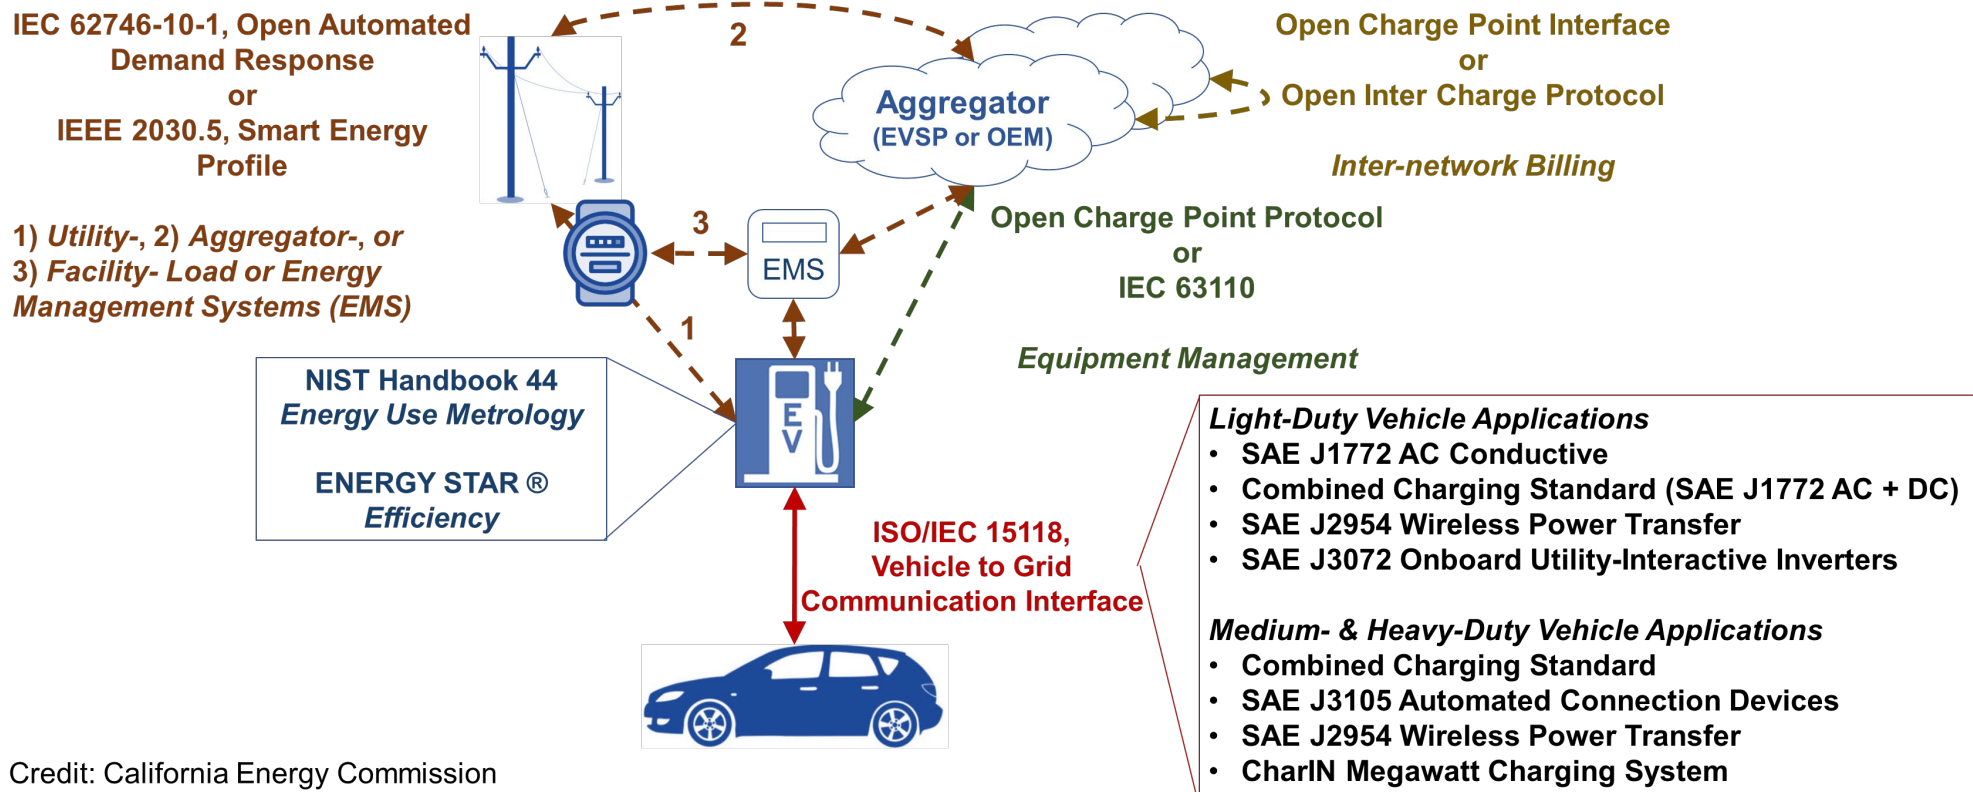 IEC 62746-10-1, Open Automated
Demand Response
or
IEEE 2030.5, Smart Energy
Profile
1) Utility-, 2) Aggregator-, or
3) Facility- Load or Energy
Management Systems (EMS)
2
Aggregator
(EVSP or OEM)
Open Charge Point Interface
or
Open Inter Charge Protocol
Inter-network Billing
3
EMS
1
Open Charge Point Protocol
or
IEC 63110
Equipment Management
NIST Handbook 44
Energy Use Metrology
ENERGY STAR ®
Efficiency
E
V
ISO/IEC 15118,
Vehicle to Grid
Communication Interface
Light-Duty Vehicle Applications
• SAE J1772 AC Conductive
• Combined Charging Standard (SAE J1772 AC + DC)
• SAE J2954 Wireless Power Transfer
• SAE J3072 Onboard Utility-Interactive Inverters
Medium- & Heavy-Duty Vehicle Applications
• Combined Charging Standard
• SAE J3105 Automated Connection Devices
• SAE J2954 Wireless Power Transfer
• CharIN Megawatt Charging System
Credit: California Energy Commission